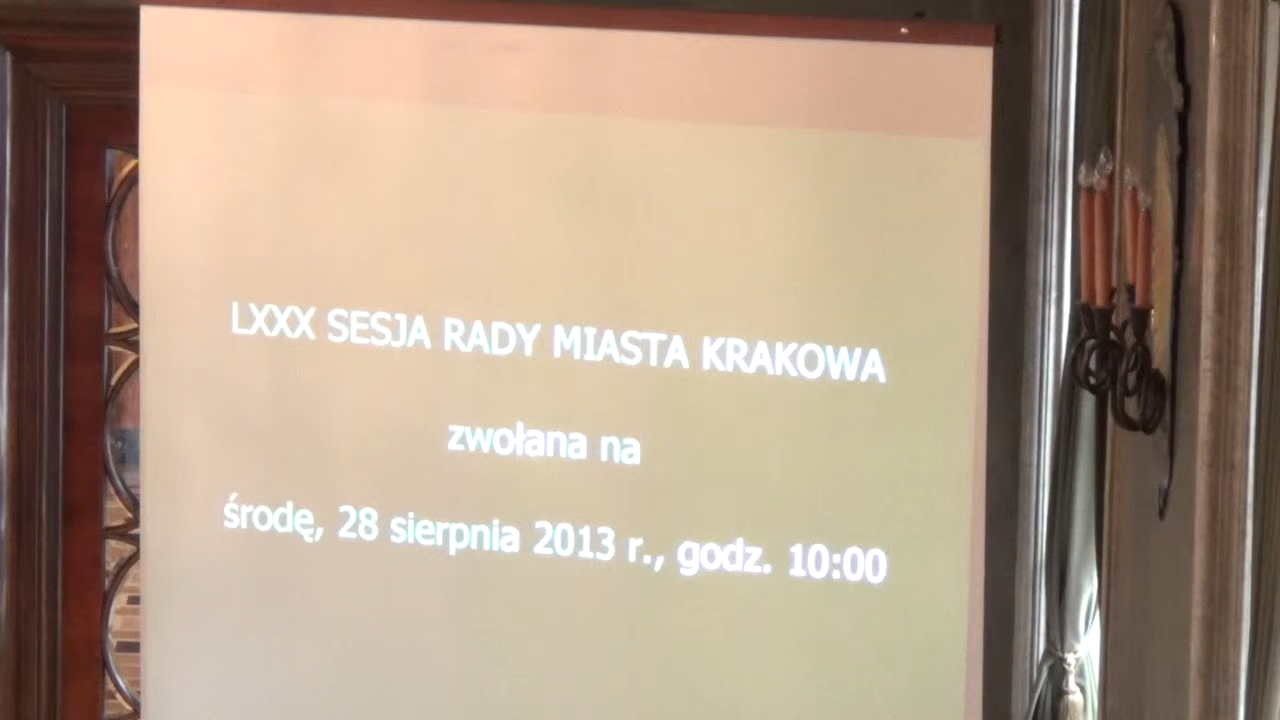 LXXX SESJA RADY MIASTA KRAKOWA
zwołana na
środę, 28 sierpnia 2013 r., godz. 10:00